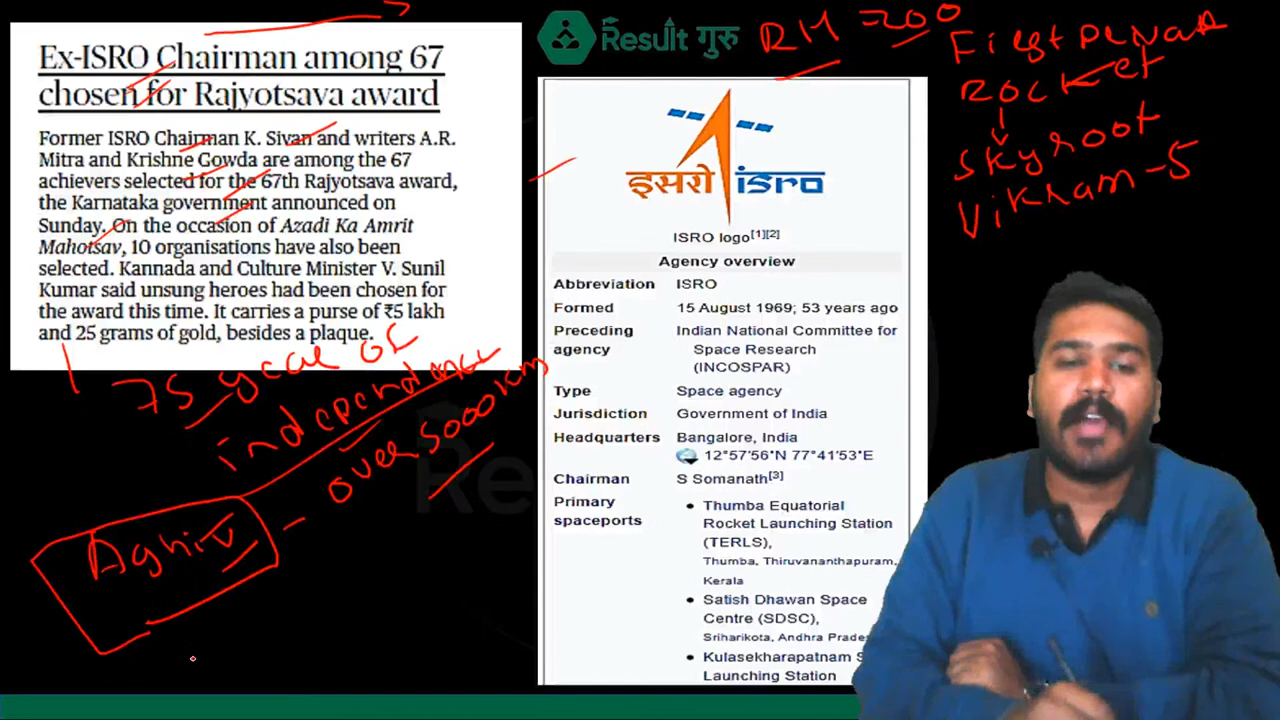 Ex-ISRO Chairman among 67
chosen for Rajyotsava award
Former ISRO Chairman K. Sivan and writers A.R.
Mitra and Krishne Gowda are among the 67
achievers selected for the 67th Rajyotsava award,
the Karnataka government announced on
Sunday. On the occasion of Azadi Ka Amrit
Mahotsav, 10 organisations have also been
selected. Kannada and Culture Minister V. Sunil
Kumar said unsung heroes had been chosen for
the award this time. It carries a purse of ₹5 lakh
and 25 grams of gold, besides a plaque.
75 year of
independence
over 5000 km
Agni V
Result गुरु
इसरो isro
ISRO logo[1][2]
Agency overview
Abbreviation ISRO
Formed 15 August 1969; 53 years ago
Preceding agency Indian National Committee for
Space Research
(INCOSPAR)
Type Space agency
Jurisdiction Government of India
Headquarters Bangalore, India
12°57′56″N 77°41′53″E
Chairman S Somanath[3]
Primary spaceports Thumba Equatorial
Rocket Launching Station
(TERLS),
Thumba, Thiruvananthapuram,
Kerala
Satish Dhawan Space
Centre (SDSC),
Sriharikota, Andhra Prade
Kulasekharapatnam S
Launching Station
RH -200
First
Rocket
Skyroot
Vikram-S